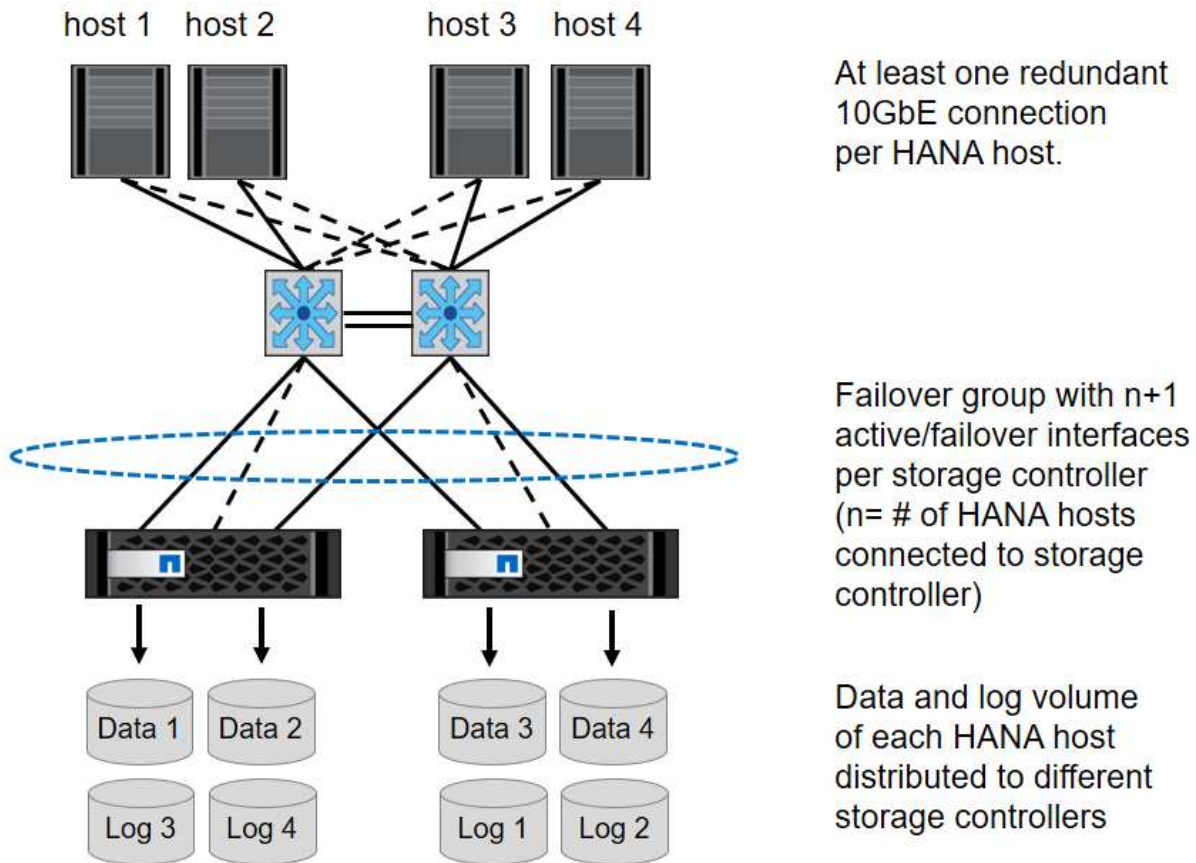 host 1 host 2 host 3 host 4
At least one redundant
10GbE connection
per HANA host.
Failover group with n+1
active/failover interfaces
per storage controller
(n= # of HANA hosts
connected to storage
controller)
Data 1 Data 2 Data 3 Data 4
Log 3 Log 4 Log 1 Log 2
Data and log volume
of each HANA host
distributed to different
storage controllers